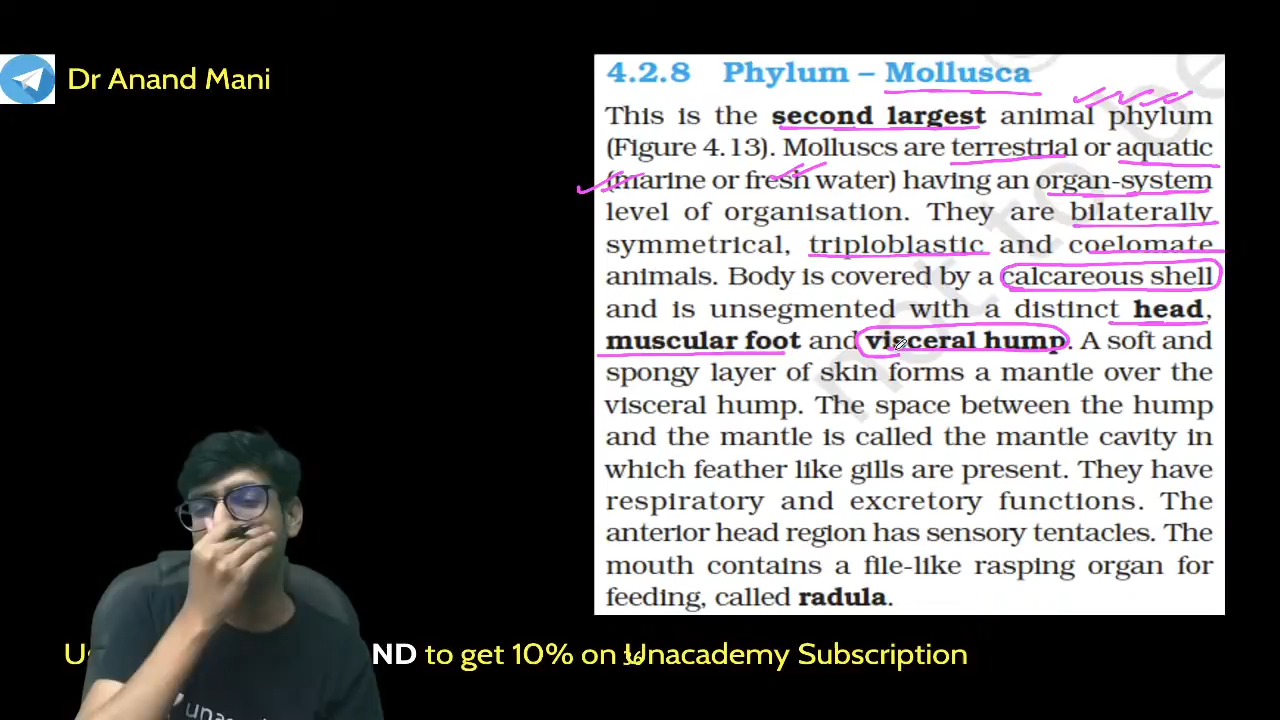 Dr Anand Mani
4.2.8 Phylum – Mollusca
This is the second largest animal phylum
(Figure 4.13). Molluscs are terrestrial or aquatic
(marine or fresh water) having an organ-system
level of organisation. They are bilaterally
symmetrical, triploblastic and coelomate
animals. Body is covered by a calcareous shell
and is unsegmented with a distinct head,
muscular foot and visceral hump. A soft and
spongy layer of skin forms a mantle over the
visceral hump. The space between the hump
and the mantle is called the mantle cavity in
which feather like gills are present. They have
respiratory and excretory functions. The
anterior head region has sensory tentacles. The
mouth contains a file-like rasping organ for
feeding, called radula.
ND to get 10% on Unacademy Subscription
36